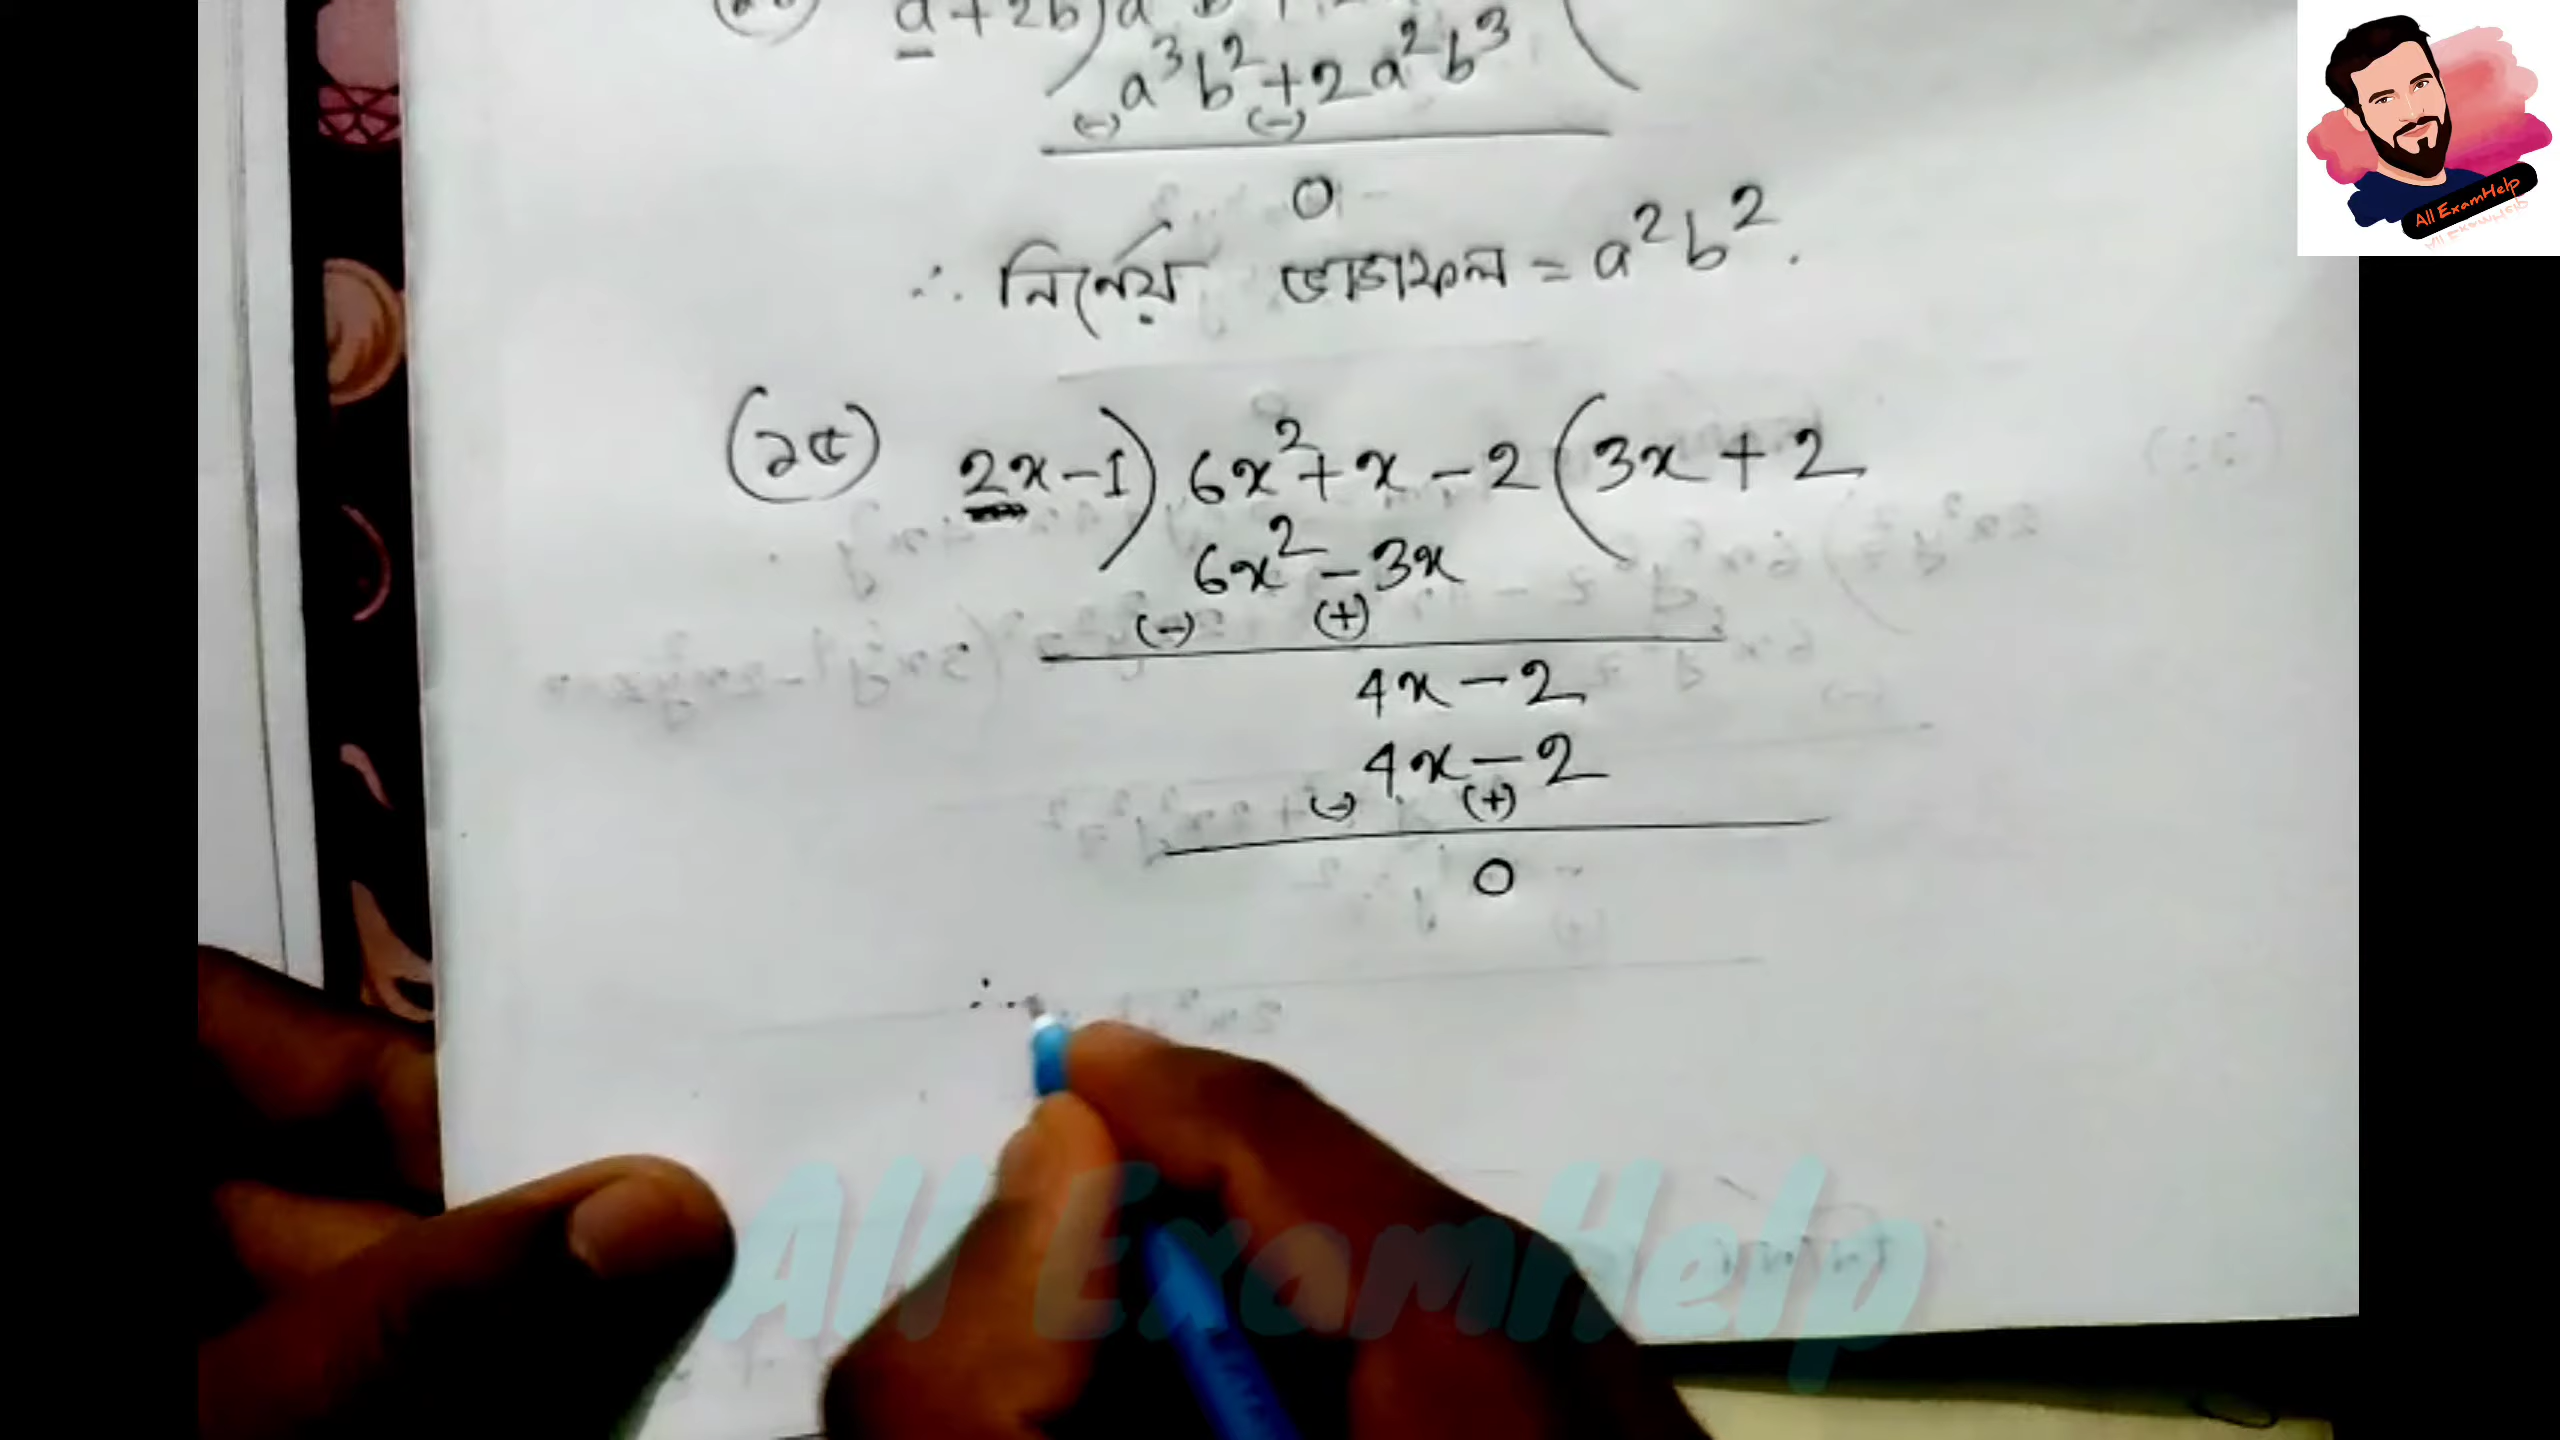 a + 2b ) a
a³b² + 2a²b³
(-) (-)
0
∴ নির্ণেয় ভাগফল = a²b².
(২৫) 2x - 1 ) 6x² + x - 2 ( 3x + 2
6x² - 3x
(-) (+)
4x - 2
4x - 2
(-) (+)
0
∴
All ExamHelp
All ExamHelp